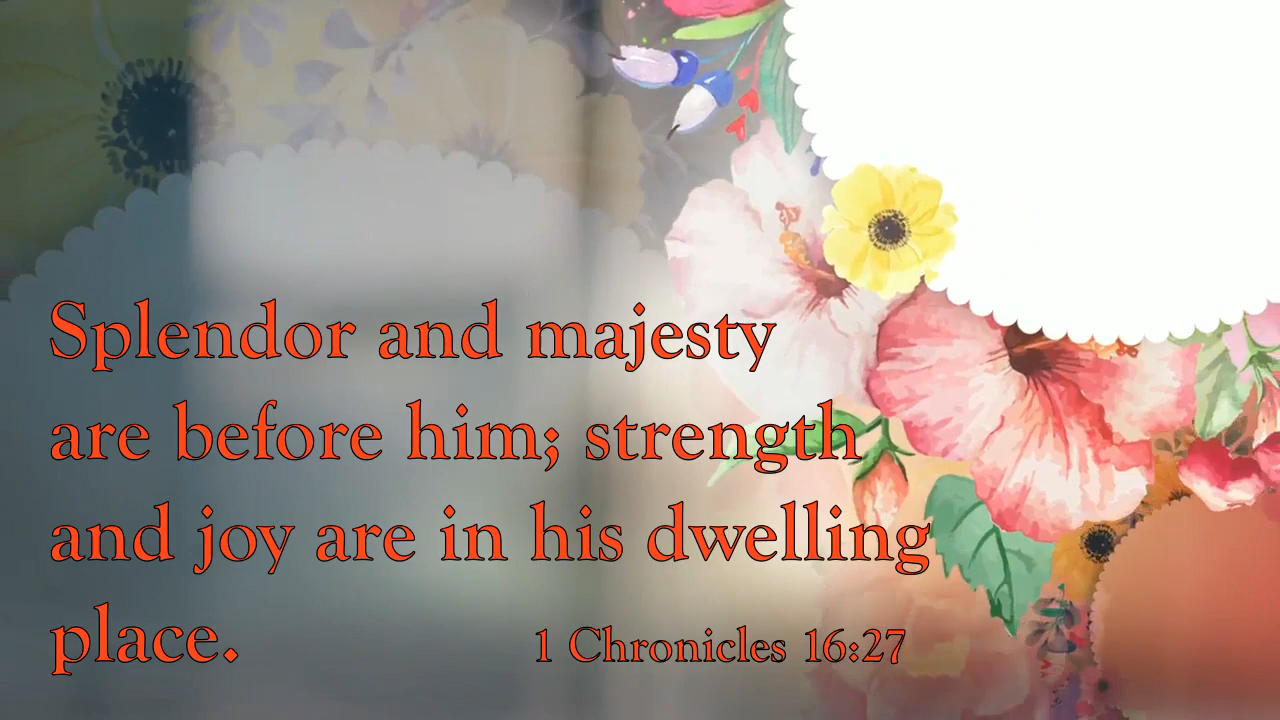 Splendor and majesty
are before him; strength
and joy are in his dwelling
place.
1 Chronicles 16:27